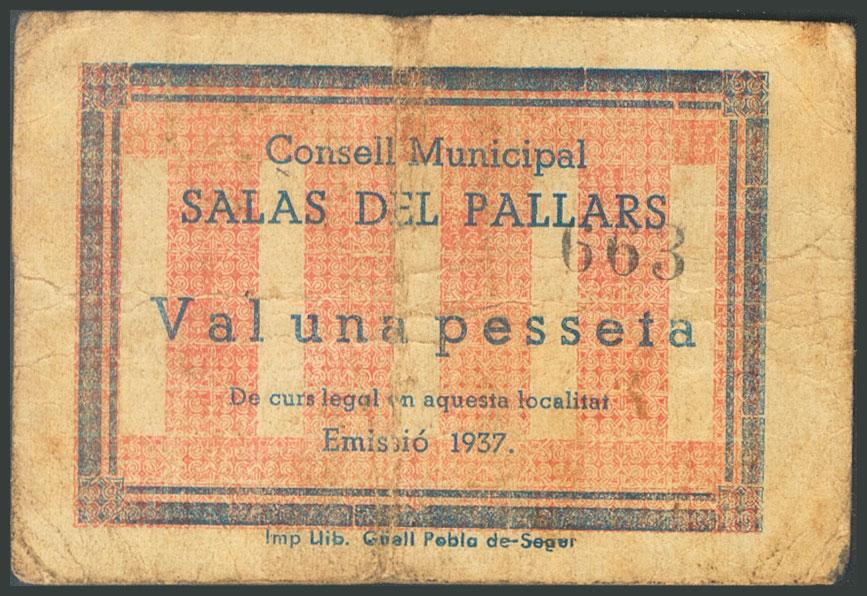 Consell Municipal
SALAS DEL PALLARS
663
Val una pesseta
De curs legal en aquesta localitat
Emissió 1937.
Imp Llib. Güell Pobla de-Segur